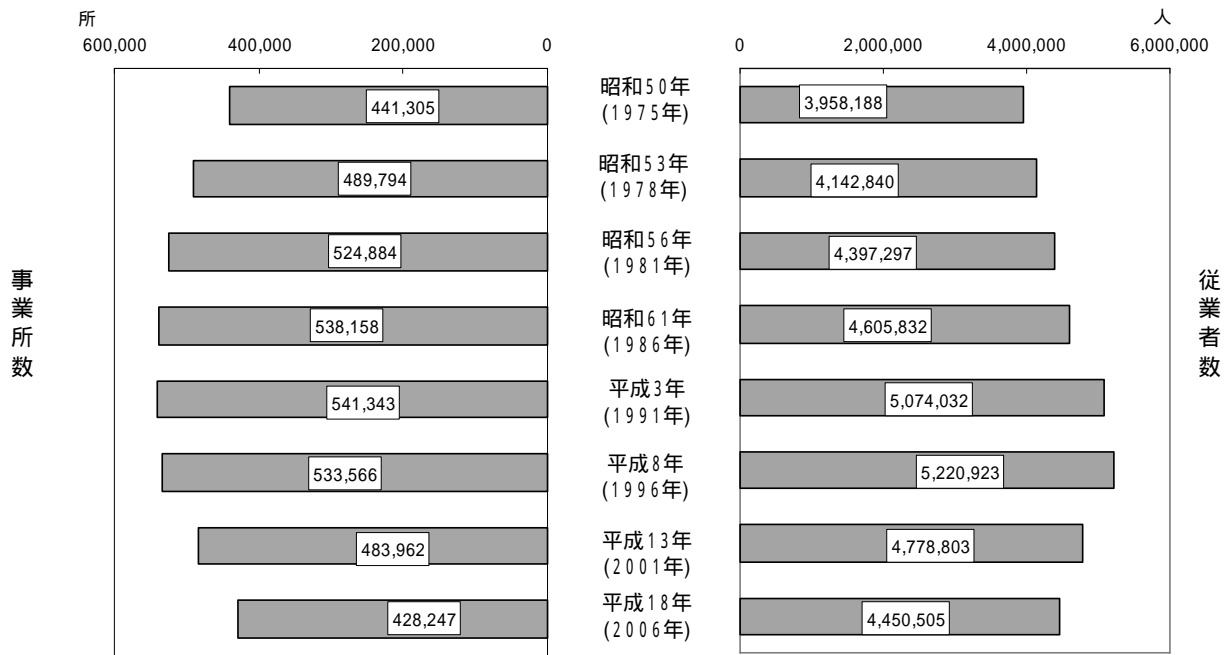 所
人
600,000 400,000 200,000 0
0 2,000,000 4,000,000 6,000,000
事業所数
従業者数
441,305
昭和50年
(1975年)
3,958,188
489,794
昭和53年
(1978年)
4,142,840
524,884
昭和56年
(1981年)
4,397,297
538,158
昭和61年
(1986年)
4,605,832
541,343
平成3年
(1991年)
5,074,032
533,566
平成8年
(1996年)
5,220,923
483,962
平成13年
(2001年)
4,778,803
428,247
平成18年
(2006年)
4,450,505